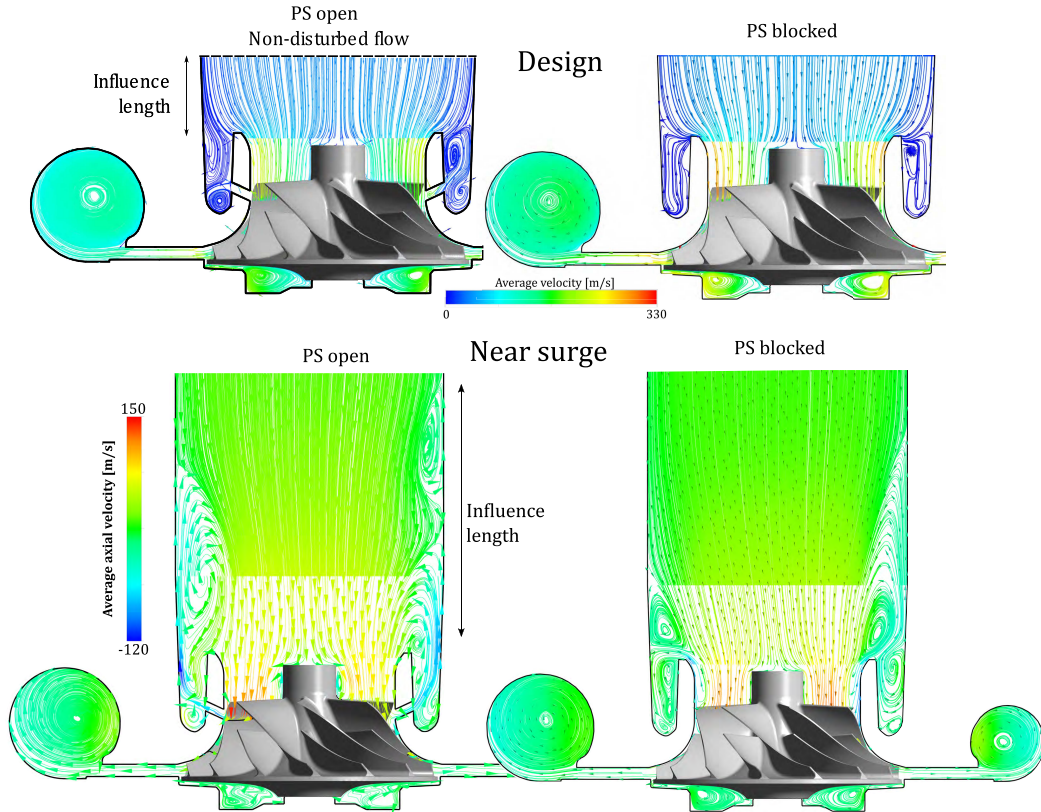 PS open
Non-disturbed flow
PS blocked
Design
Influence
length
Average velocity [m/s]
0
330
Near surge
PS open
PS blocked
150
Average axial velocity [m/s]
-120
Influence
length